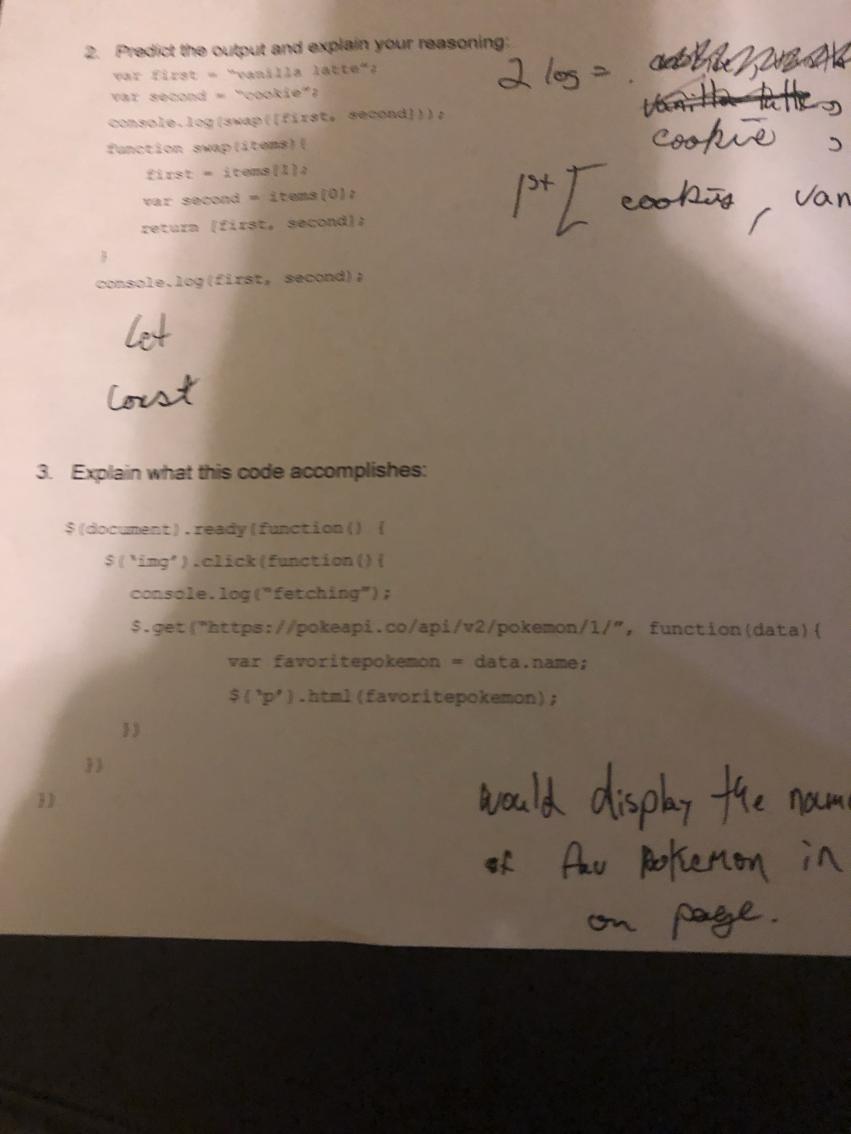 2. Predict the output and explain your reasoning:
var first = "vanilla latte";
var second = "cookie";
console.log(swap([first, second]));
function swap(items){
first = items[1];
var second = items[0];
return [first, second];
}
console.log(first, second);
2 log = .
vanilla latte,
cookie ,
1st [ cookie, van
Let
Const
3. Explain what this code accomplishes:
$(document).ready(function() {
$('img').click(function(){
console.log("fetching");
$.get("https://pokeapi.co/api/v2/pokemon/1/", function(data){
var favoritepokemon = data.name;
$('p').html(favoritepokemon);
})
})
})
would display the name
of fav Pokemon in
on page.